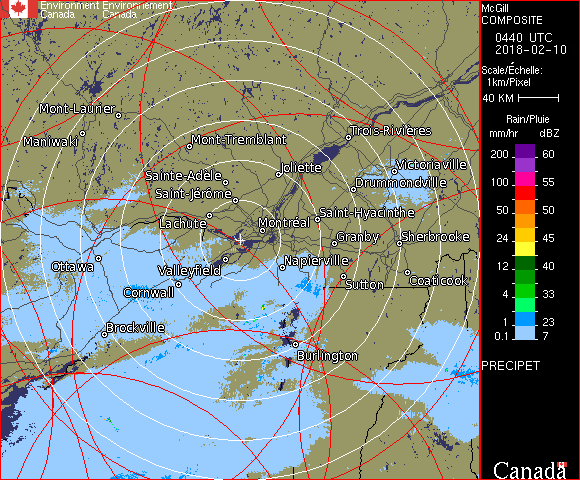 Environment Environnement
Canada Canada
McGill
COMPOSITE
0440 UTC
2018-02-10
Scale/Échelle:
1km/Pixel
40 KM
Rain/Pluie
mm/hr dBZ
200 60
100 55
50 50
24 45
12 40
4 33
1 23
0.1 7
PRECIPET
Canada
Mont-Laurier
Maniwaki
Mont-Tremblant
Trois-Rivières
Joliette
Victoriaville
Sainte-Adèle
Drummondville
Saint-Jérôme
Saint-Hyacinthe
Lachute
Montréal
Granby
Sherbrooke
Ottawa
Valleyfield
Napierville
Sutton
Coaticook
Cornwall
Brockville
Burlington